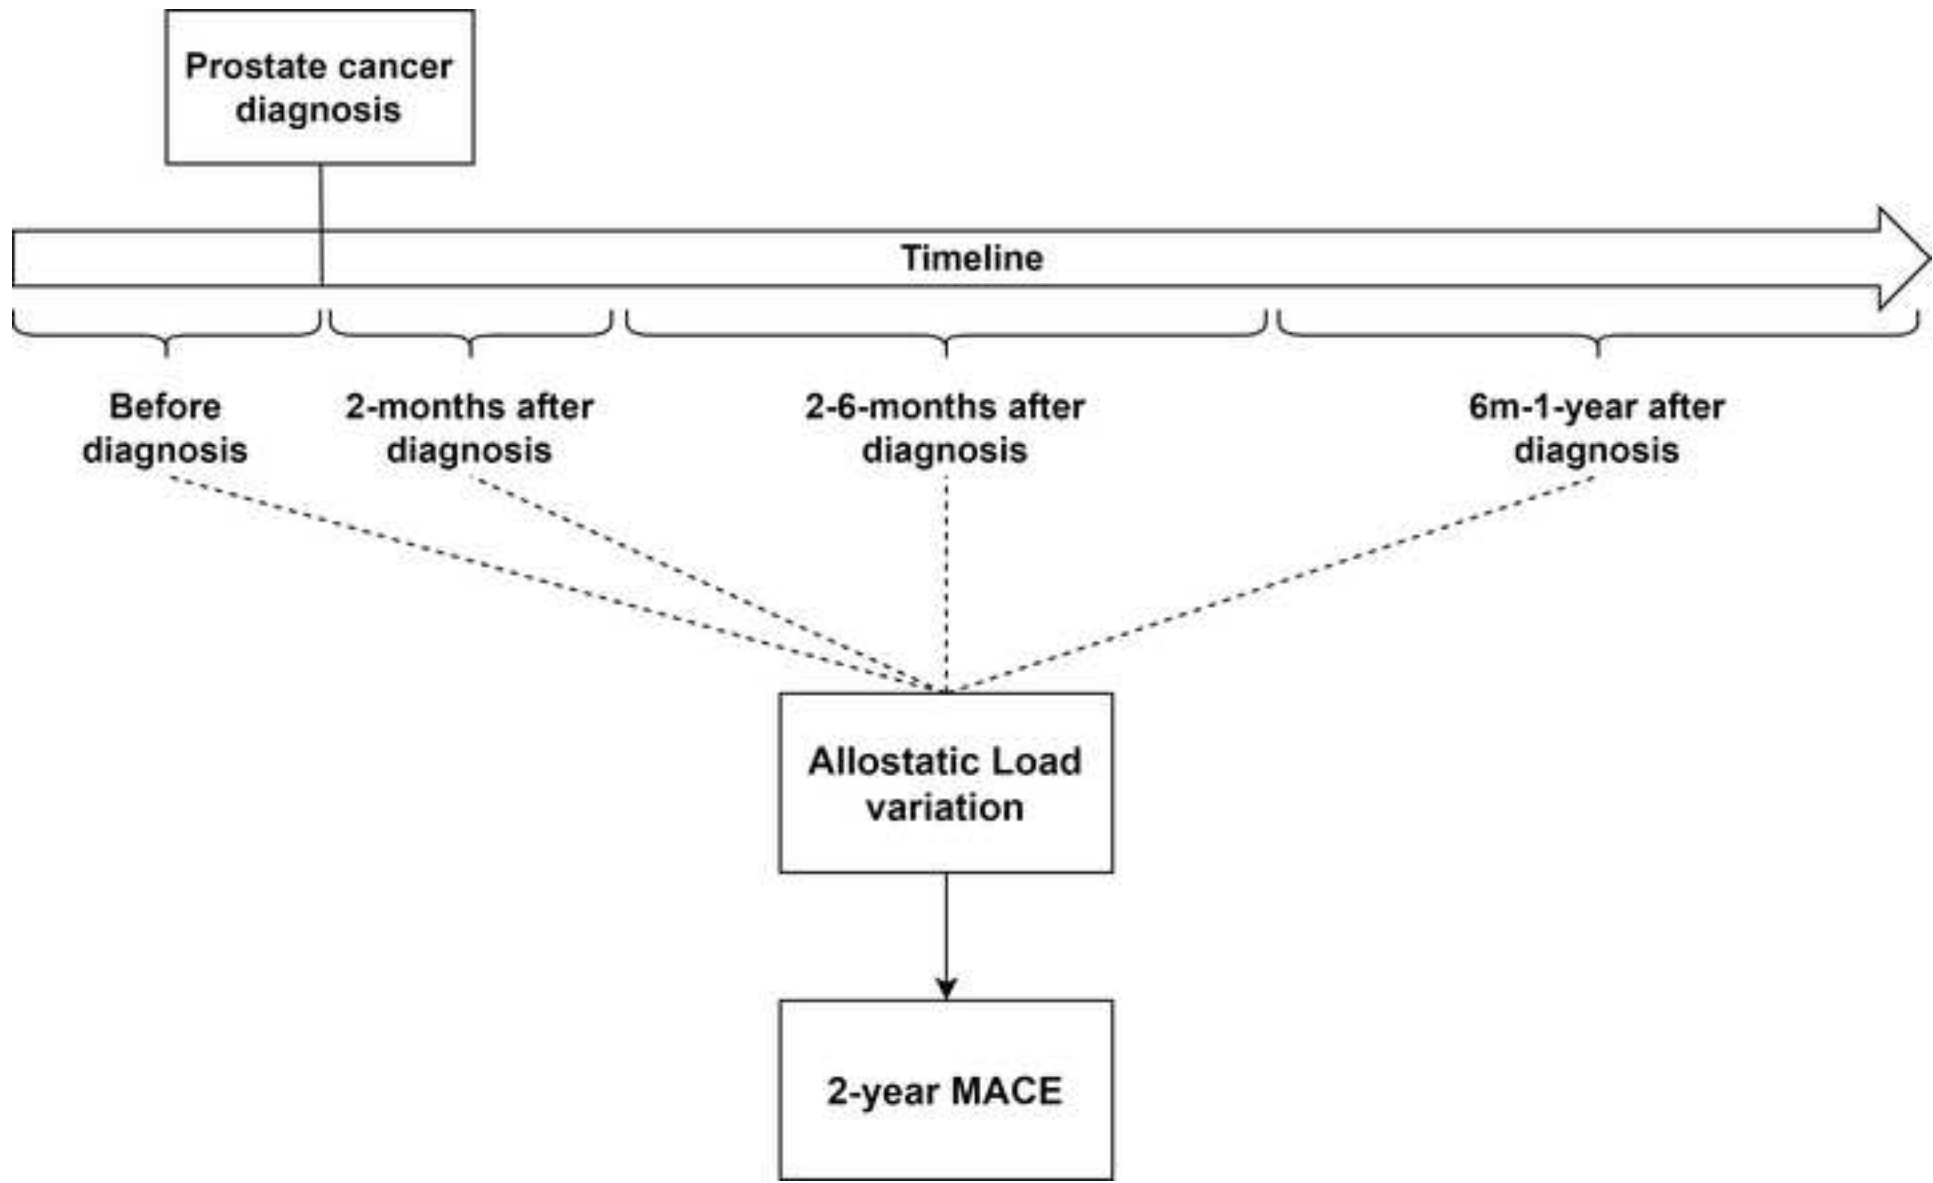 Prostate cancer
diagnosis
Timeline
Before
diagnosis
2-months after
diagnosis
2-6-months after
diagnosis
6m-1-year after
diagnosis
Allostatic Load
variation
2-year MACE